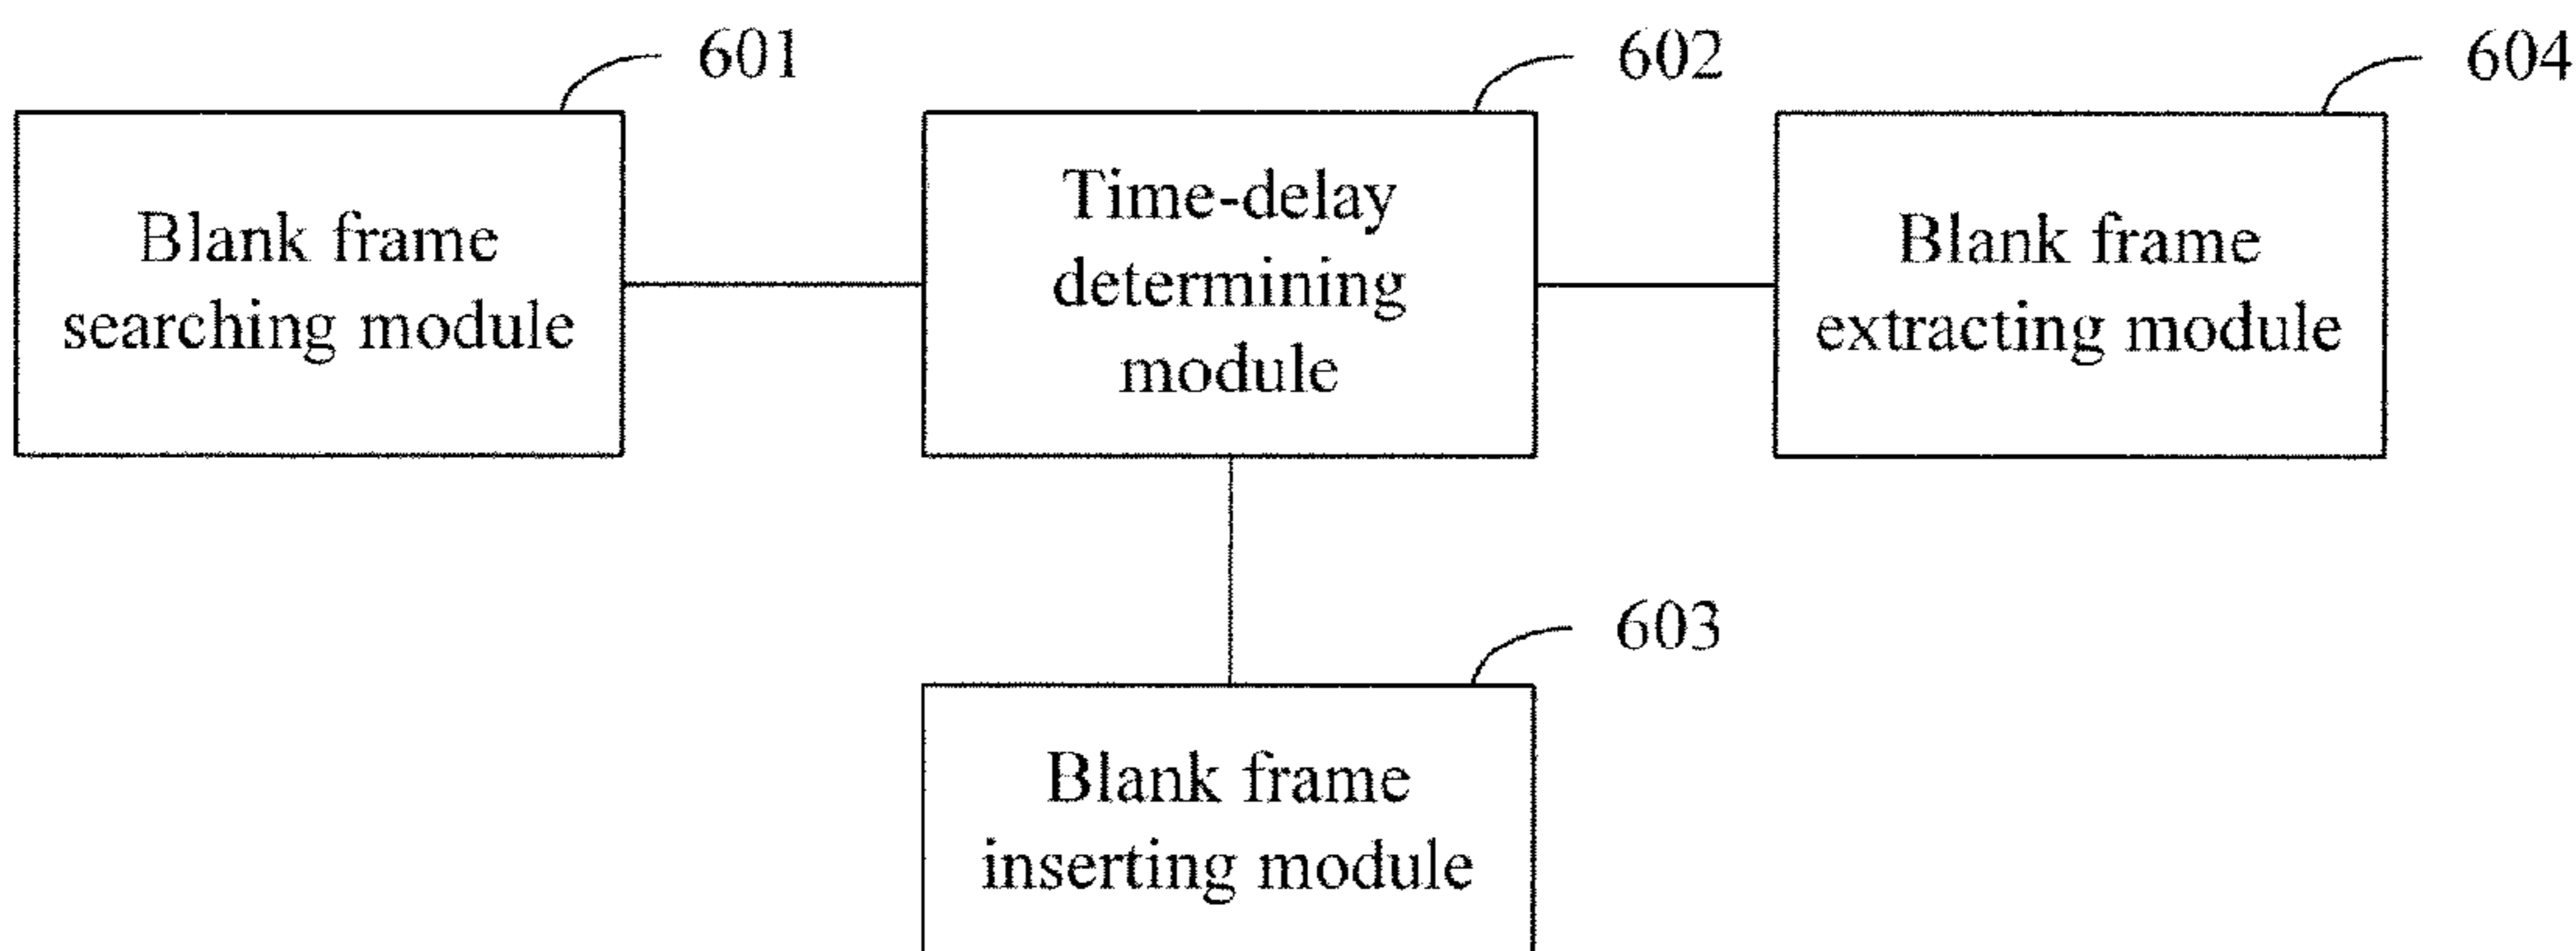 601
602
604
Blank frame
searching module
Time-delay
determining
module
Blank frame
extracting module
603
Blank frame
inserting module